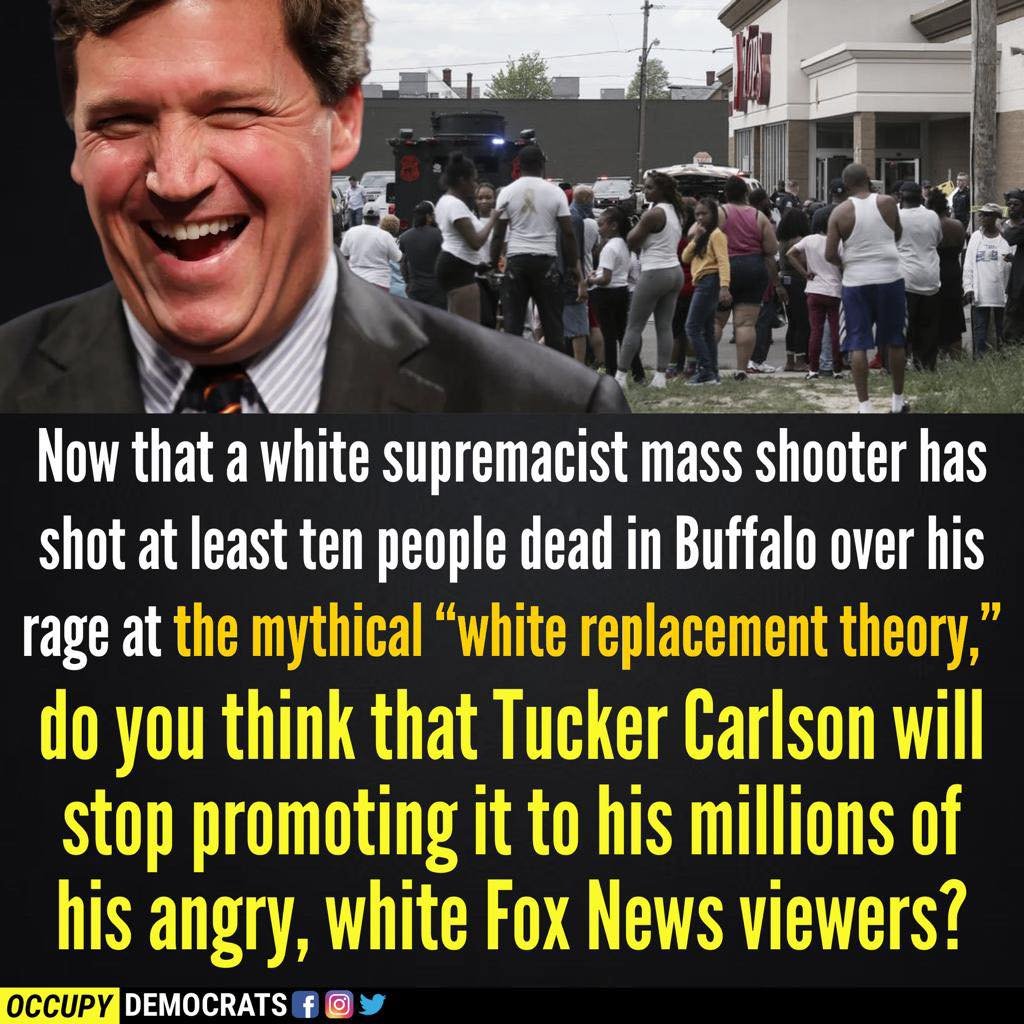 Tops
Now that a white supremacist mass shooter has
shot at least ten people dead in Buffalo over his
rage at the mythical “white replacement theory,”
do you think that Tucker Carlson will
stop promoting it to his millions of
his angry, white Fox News viewers?
OCCUPY DEMOCRATS